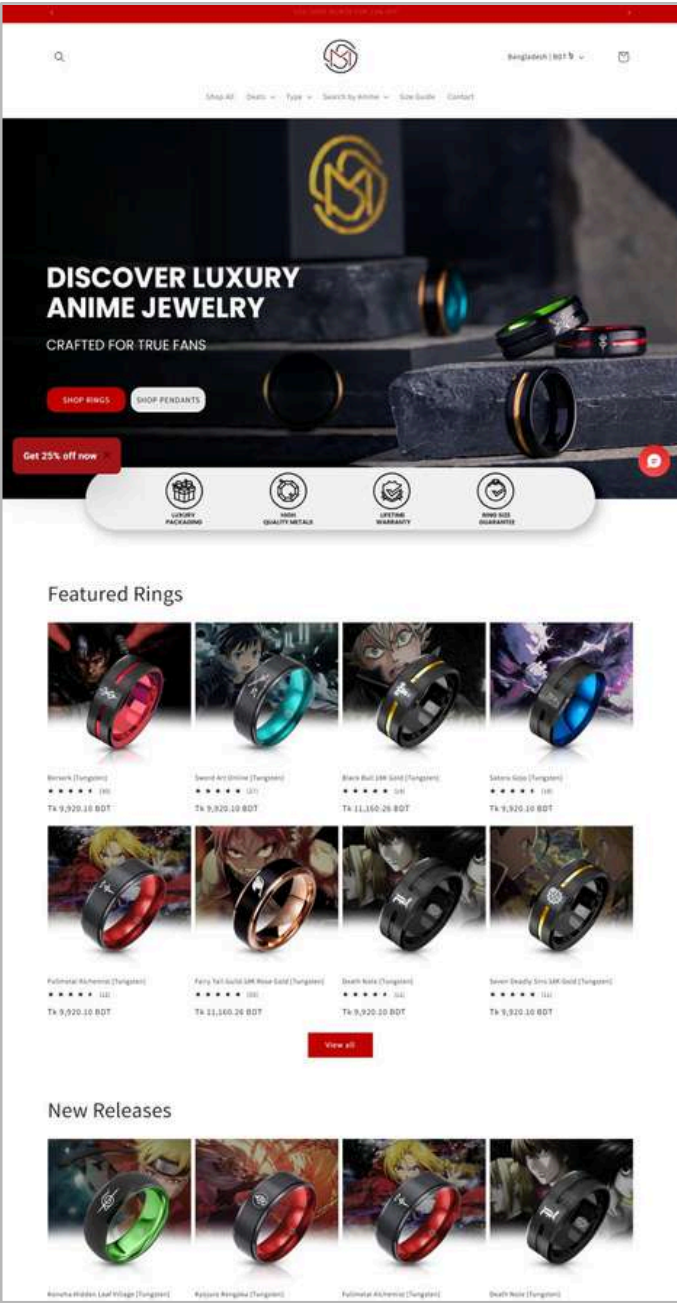 Bangladesh | BDT ৳
Shop All Deals Type Search by Anime Size Guide Contact
DISCOVER LUXURY
ANIME JEWELRY
CRAFTED FOR TRUE FANS
SHOP RINGS SHOP PENDANTS
Get 25% off now
LUXURY
PACKAGING
HIGH
QUALITY METALS
LIFETIME
WARRANTY
RING SIZE
GUARANTEE
Featured Rings
Berserk (Tungsten) Sword Art Online (Tungsten) Black Bull 18K Gold (Tungsten) Satoru Gojo (Tungsten)
Tk 9,920.10 BDT Tk 9,920.10 BDT Tk 11,160.26 BDT Tk 9,920.10 BDT
Fullmetal Alchemist (Tungsten) Fairy Tail Guild 18K Rose Gold (Tungsten) Death Note (Tungsten) Seven Deadly Sins 18K Gold (Tungsten)
Tk 9,920.10 BDT Tk 11,160.26 BDT Tk 9,920.10 BDT Tk 9,920.10 BDT
View all
New Releases
Konoha Hidden Leaf Village (Tungsten) Kyojuro Rengoku (Tungsten) Fullmetal Alchemist (Tungsten) Death Note (Tungsten)